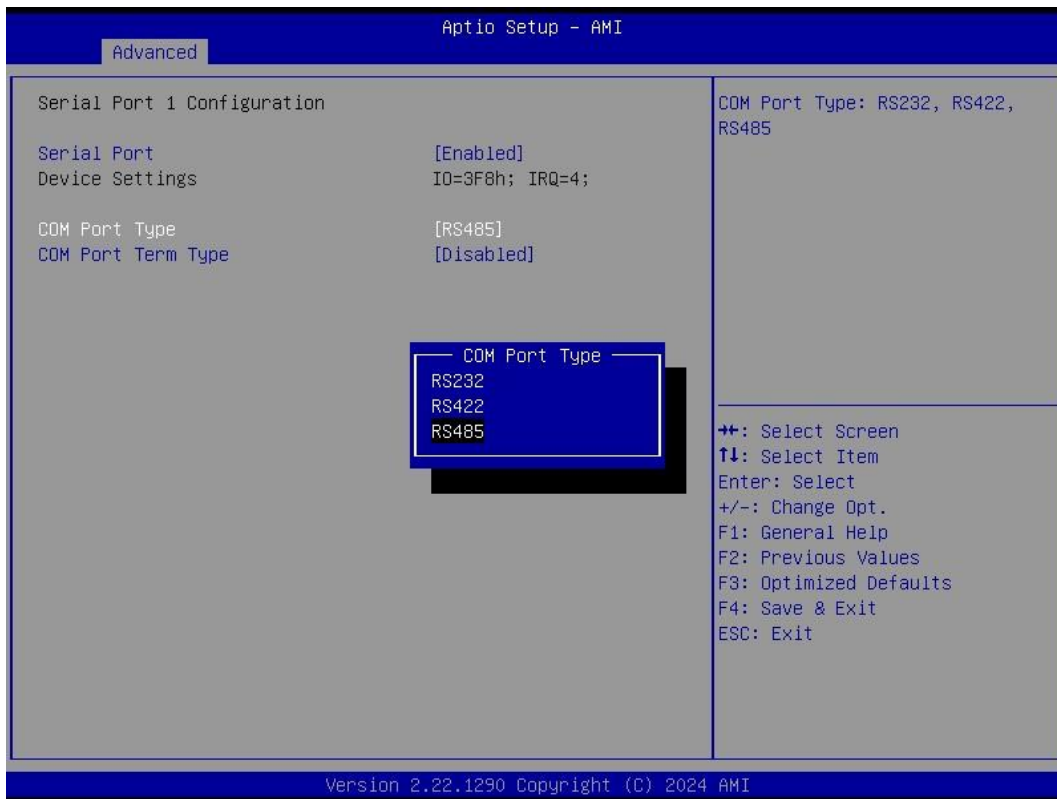 Aptio Setup – AMI
Advanced
Serial Port 1 Configuration
Serial Port [Enabled]
Device Settings IO=3F8h; IRQ=4;
COM Port Type [RS485]
COM Port Term Type [Disabled]
COM Port Type
RS232
RS422
RS485
COM Port Type: RS232, RS422,
RS485
→←: Select Screen
↑↓: Select Item
Enter: Select
+/-: Change Opt.
F1: General Help
F2: Previous Values
F3: Optimized Defaults
F4: Save & Exit
ESC: Exit
Version 2.22.1290 Copyright (C) 2024 AMI